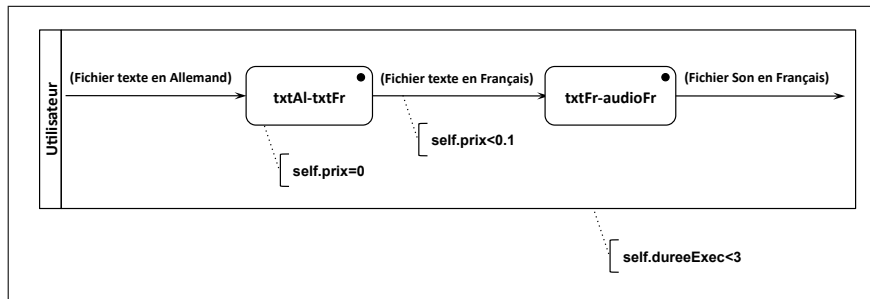 Utilisateur
(Fichier texte en Allemand)
txtAl-txtFr
(Fichier texte en Français)
txtFr-audioFr
(Fichier Son en Français)
self.prix=0
self.prix<0.1
self.dureeExec<3